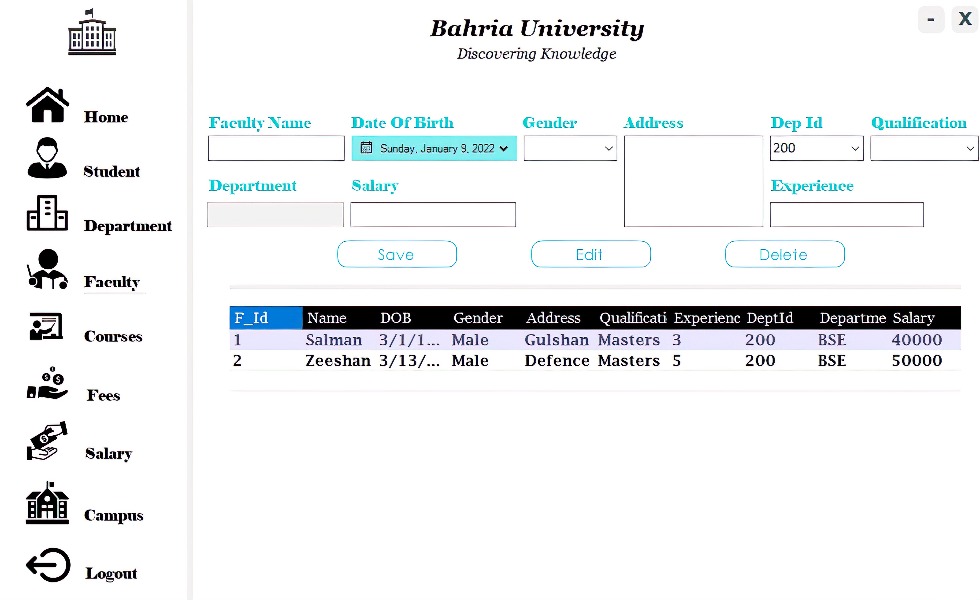 - X
Bahria University
Discovering Knowledge
Home
Student
Department
Faculty
Courses
Fees
Salary
Campus
Logout
Faculty Name Date Of Birth Gender Address Dep Id Qualification
Sunday, January 9, 2022 200
Department Salary Experience
Save Edit Delete
F_Id Name DOB Gender Address Qualificati Experienc DeptId Departme Salary
1 Salman 3/1/1... Male Gulshan Masters 3 200 BSE 40000
2 Zeeshan 3/13/... Male Defence Masters 5 200 BSE 50000